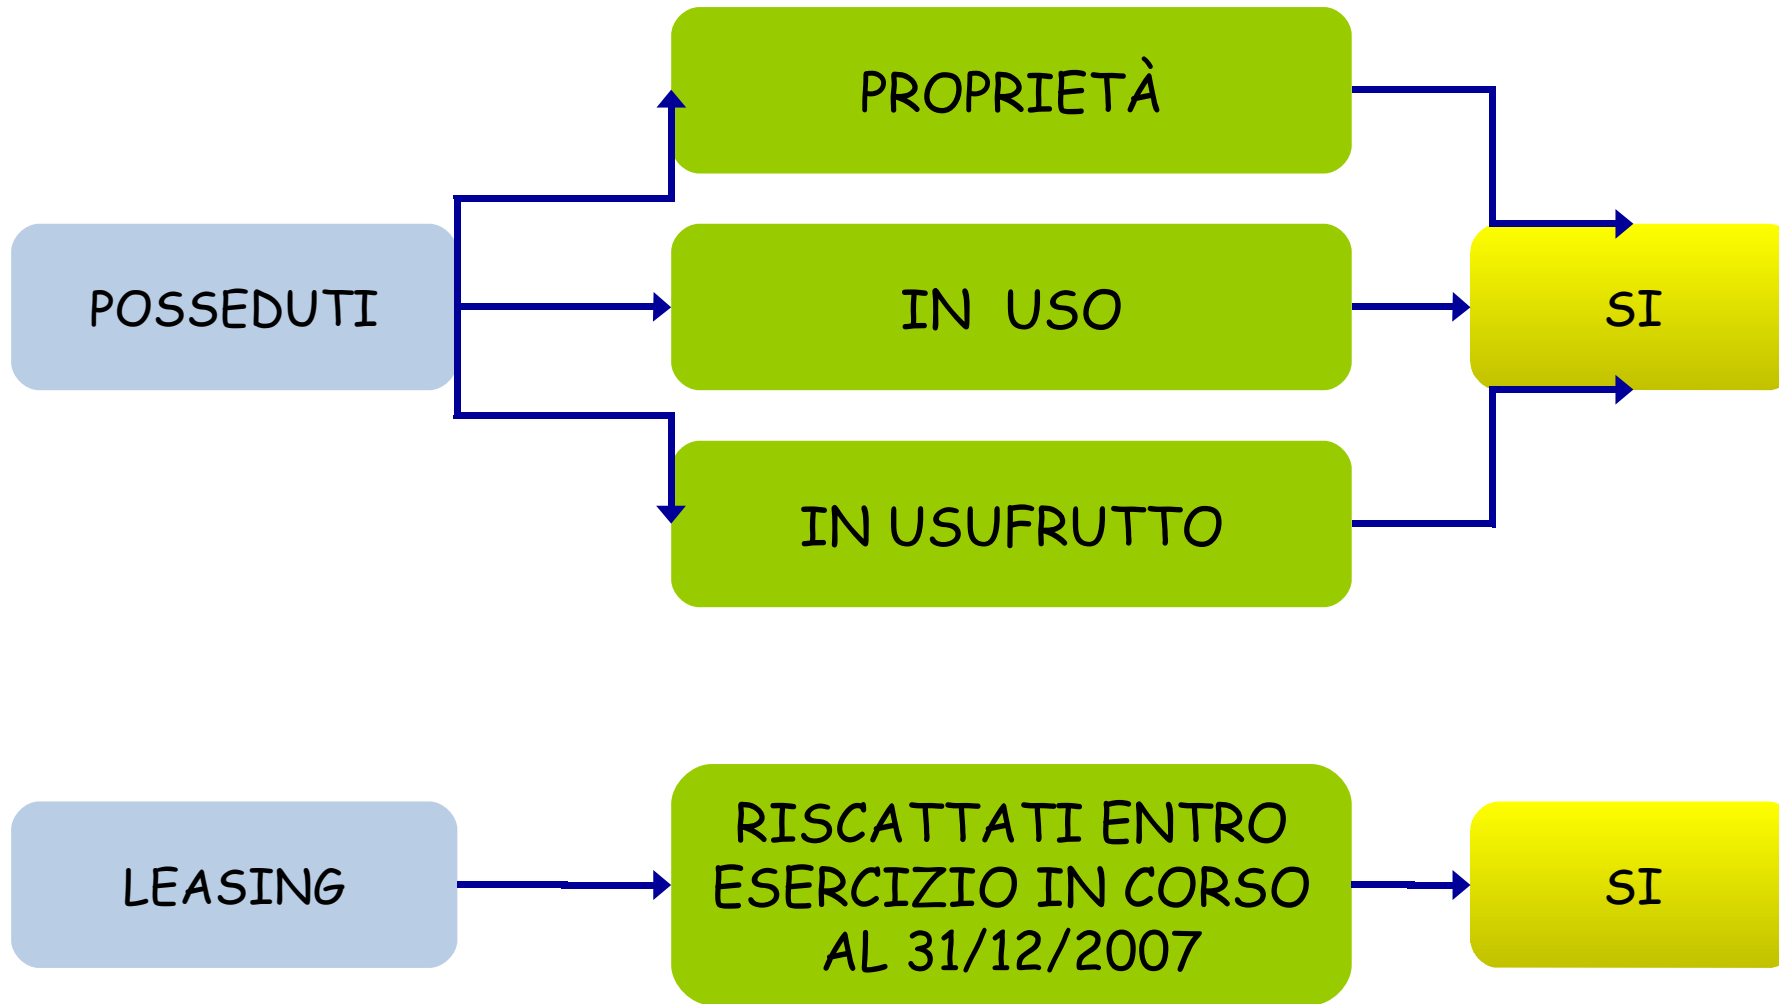 PROPRIETÀ
POSSEDUTI
IN USO
SI
IN USUFRUTTO
LEASING
RISCATTATI ENTRO
ESERCIZIO IN CORSO
AL 31/12/2007
SI